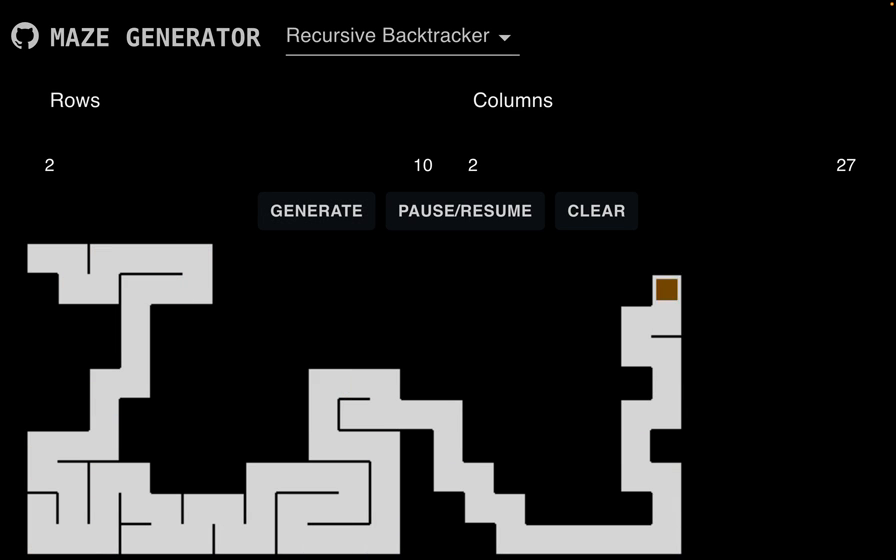 MAZE GENERATOR Recursive Backtracker
Rows Columns
2 10 2 27
GENERATE PAUSE/RESUME CLEAR